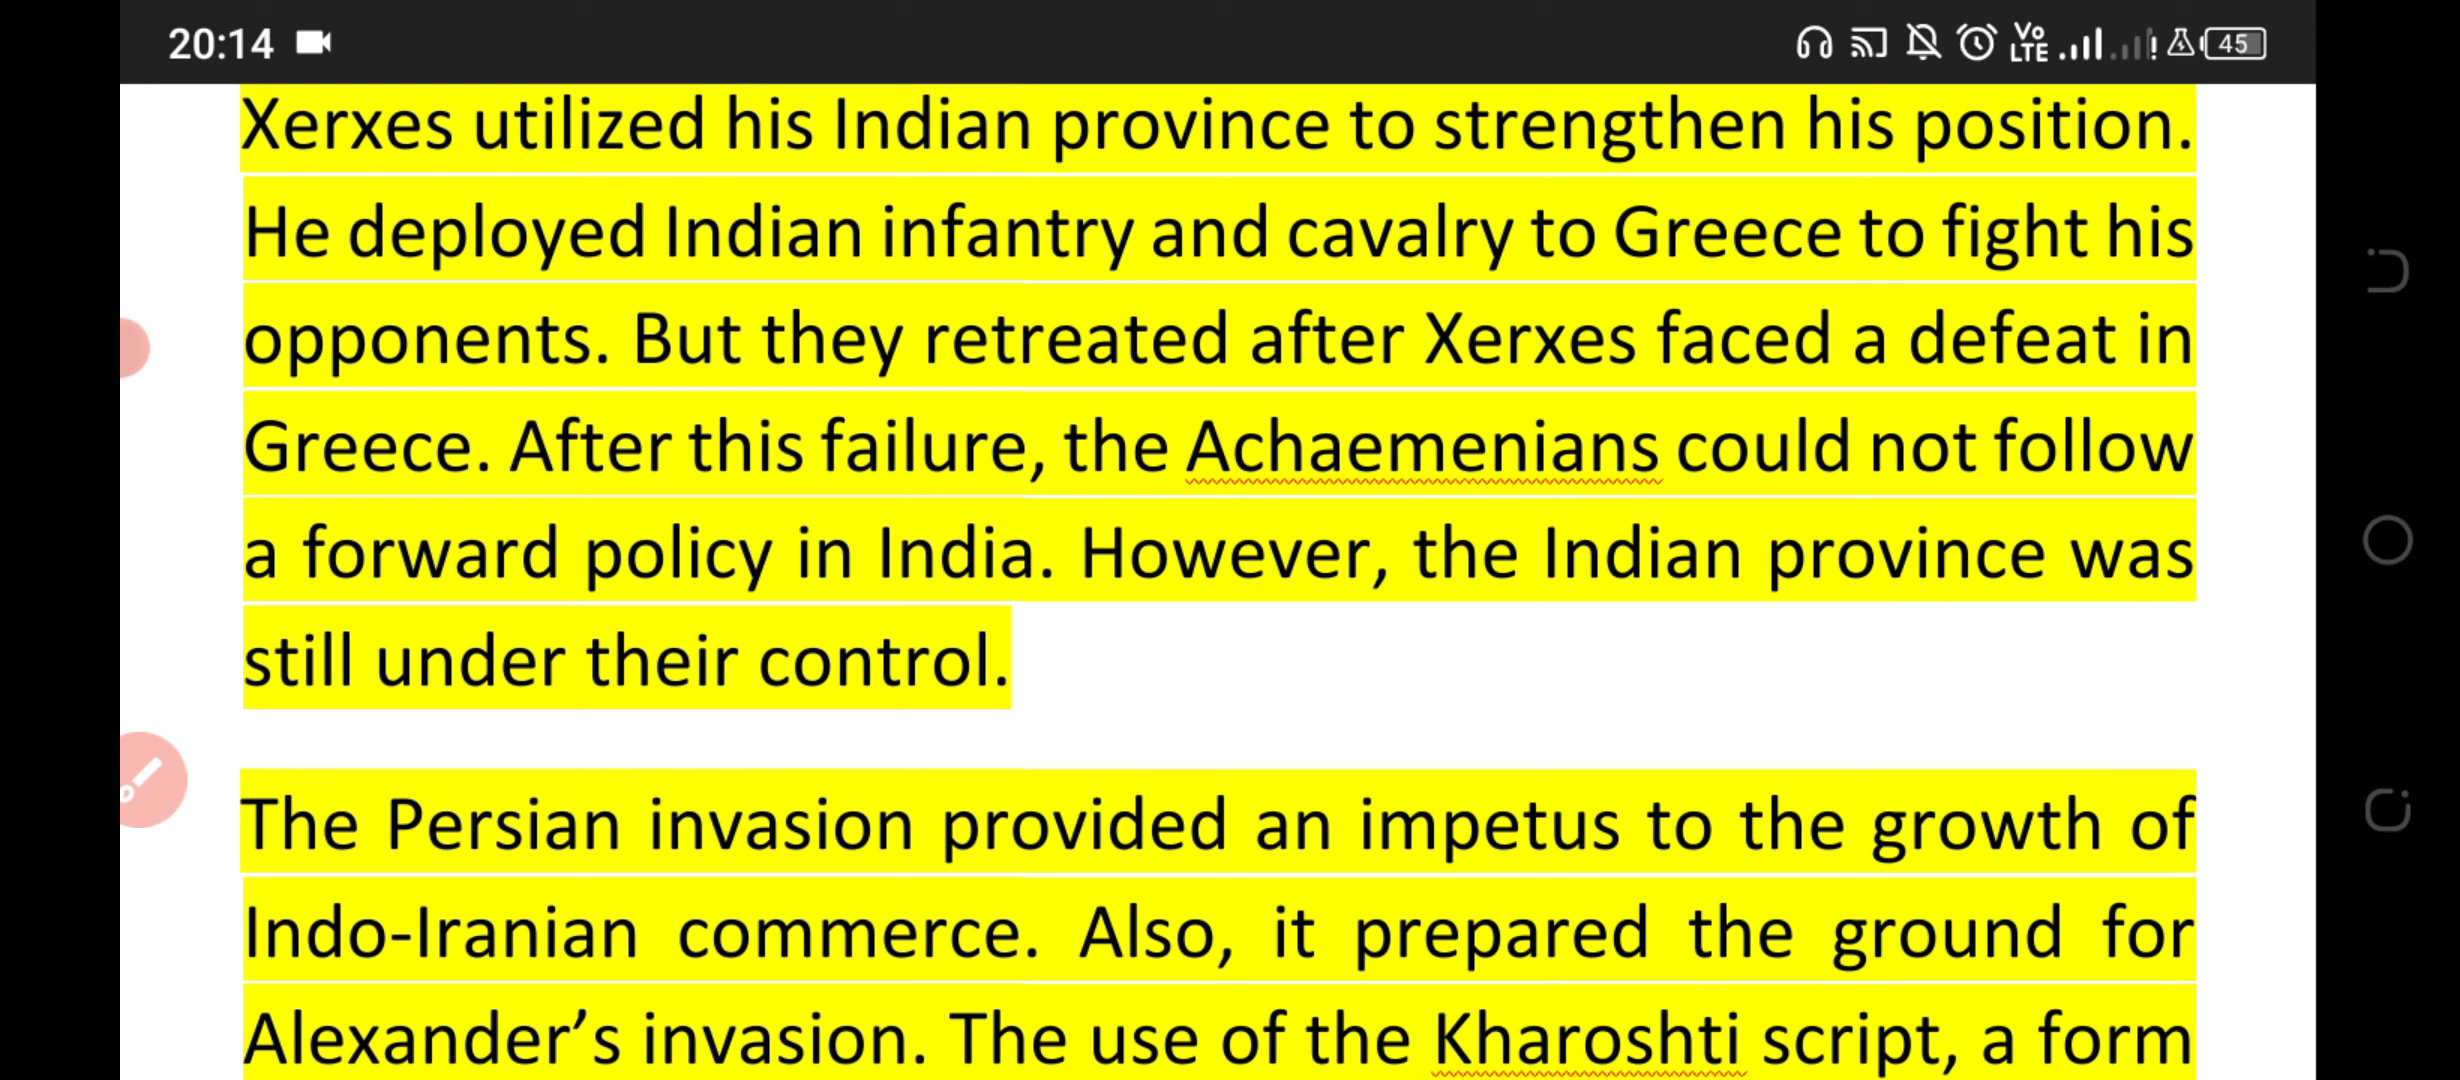 20:14 Vo LTE 45
Xerxes utilized his Indian province to strengthen his position.
He deployed Indian infantry and cavalry to Greece to fight his
opponents. But they retreated after Xerxes faced a defeat in
Greece. After this failure, the Achaemenians could not follow
a forward policy in India. However, the Indian province was
still under their control.
The Persian invasion provided an impetus to the growth of
Indo-Iranian commerce. Also, it prepared the ground for
Alexander’s invasion. The use of the Kharoshti script, a form